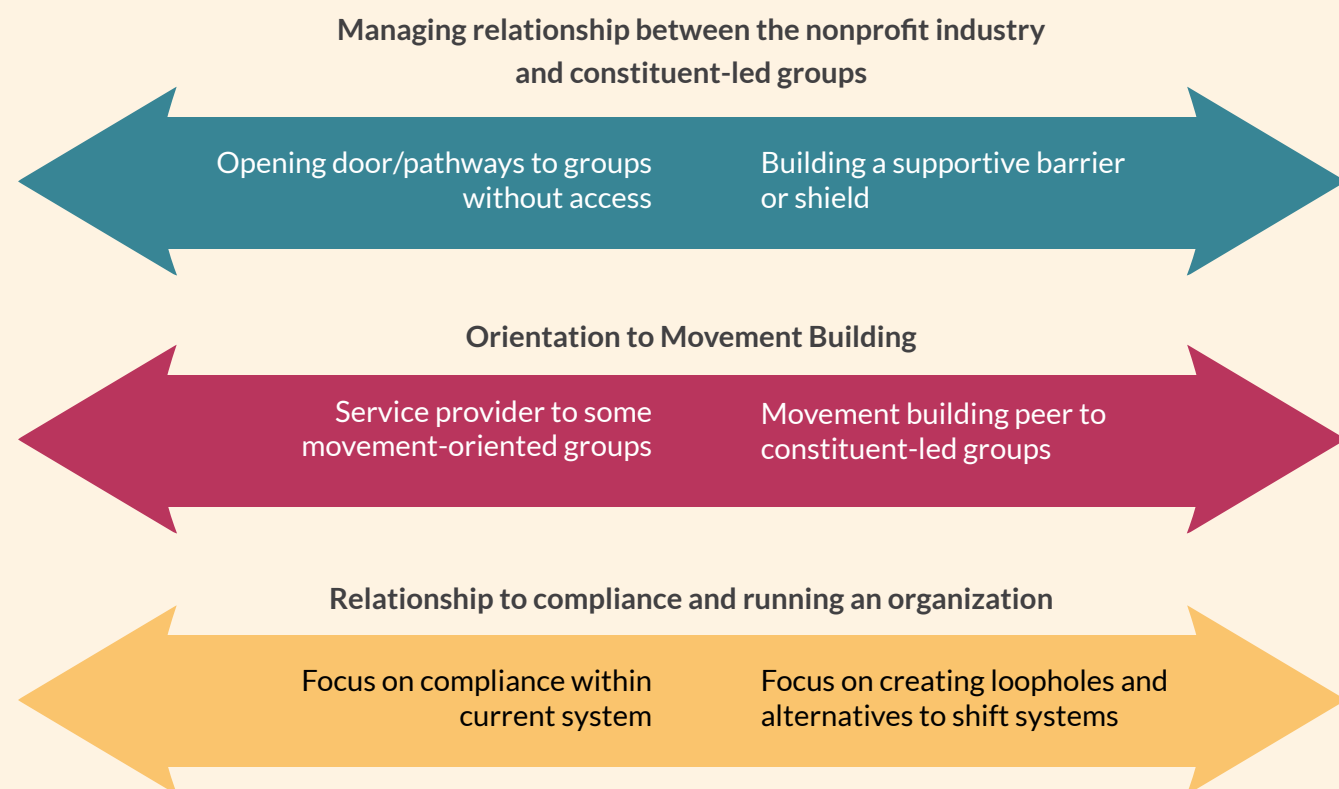 Managing relationship between the nonprofit industry
and constituent-led groups
Opening door/pathways to groups
without access
Building a supportive barrier
or shield
Orientation to Movement Building
Service provider to some
movement-oriented groups
Movement building peer to
constituent-led groups
Relationship to compliance and running an organization
Focus on compliance within
current system
Focus on creating loopholes and
alternatives to shift systems